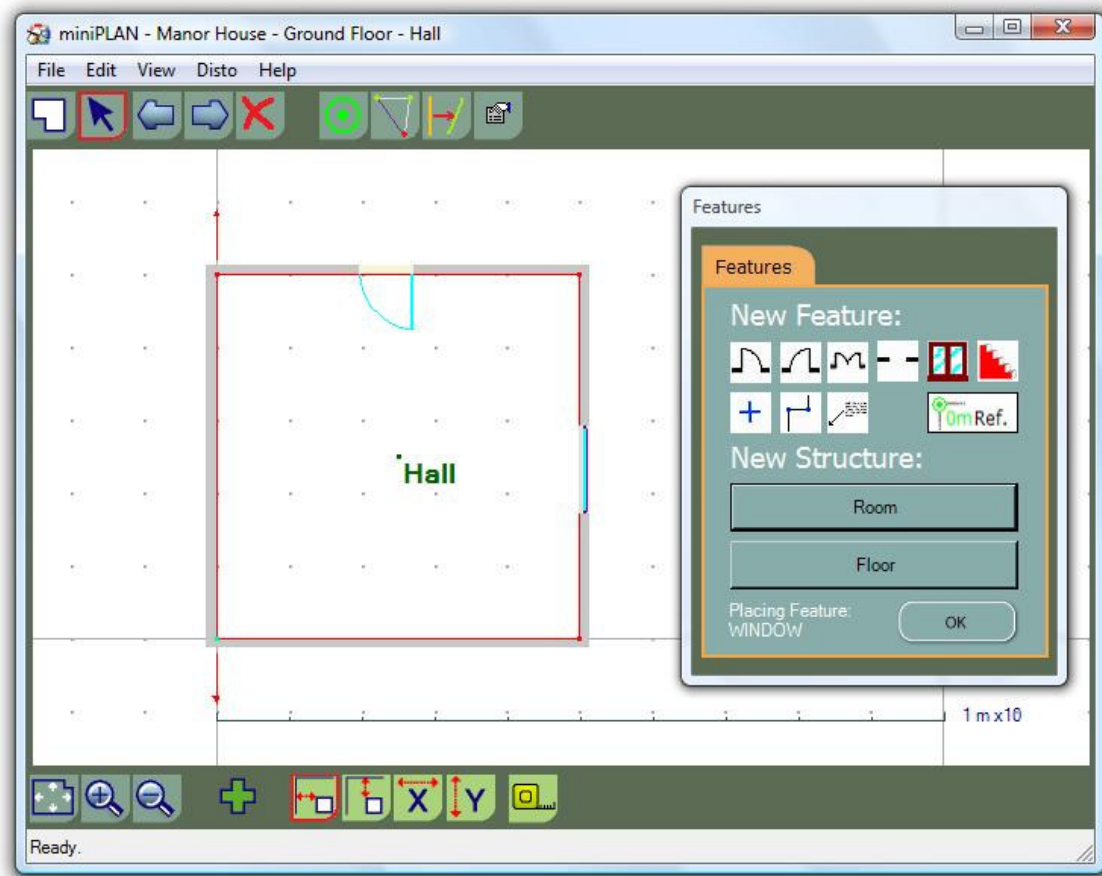 miniPLAN - Manor House - Ground Floor - Hall
File Edit View Disto Help
Features
Features
New Feature:
0m Ref.
New Structure:
Room
Floor
Placing Feature:
WINDOW
OK
Hall
1 m x10
X Y
Ready.